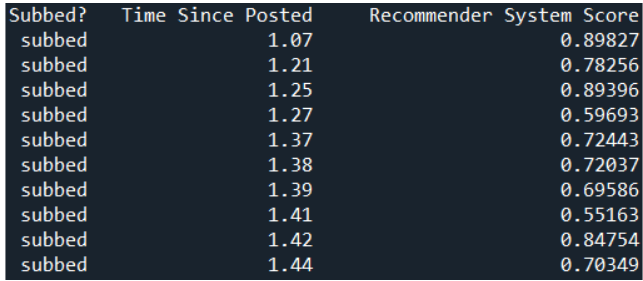 Subbed? Time Since Posted Recommender System Score
subbed 1.07 0.89827
subbed 1.21 0.78256
subbed 1.25 0.89396
subbed 1.27 0.59693
subbed 1.37 0.72443
subbed 1.38 0.72037
subbed 1.39 0.69586
subbed 1.41 0.55163
subbed 1.42 0.84754
subbed 1.44 0.70349